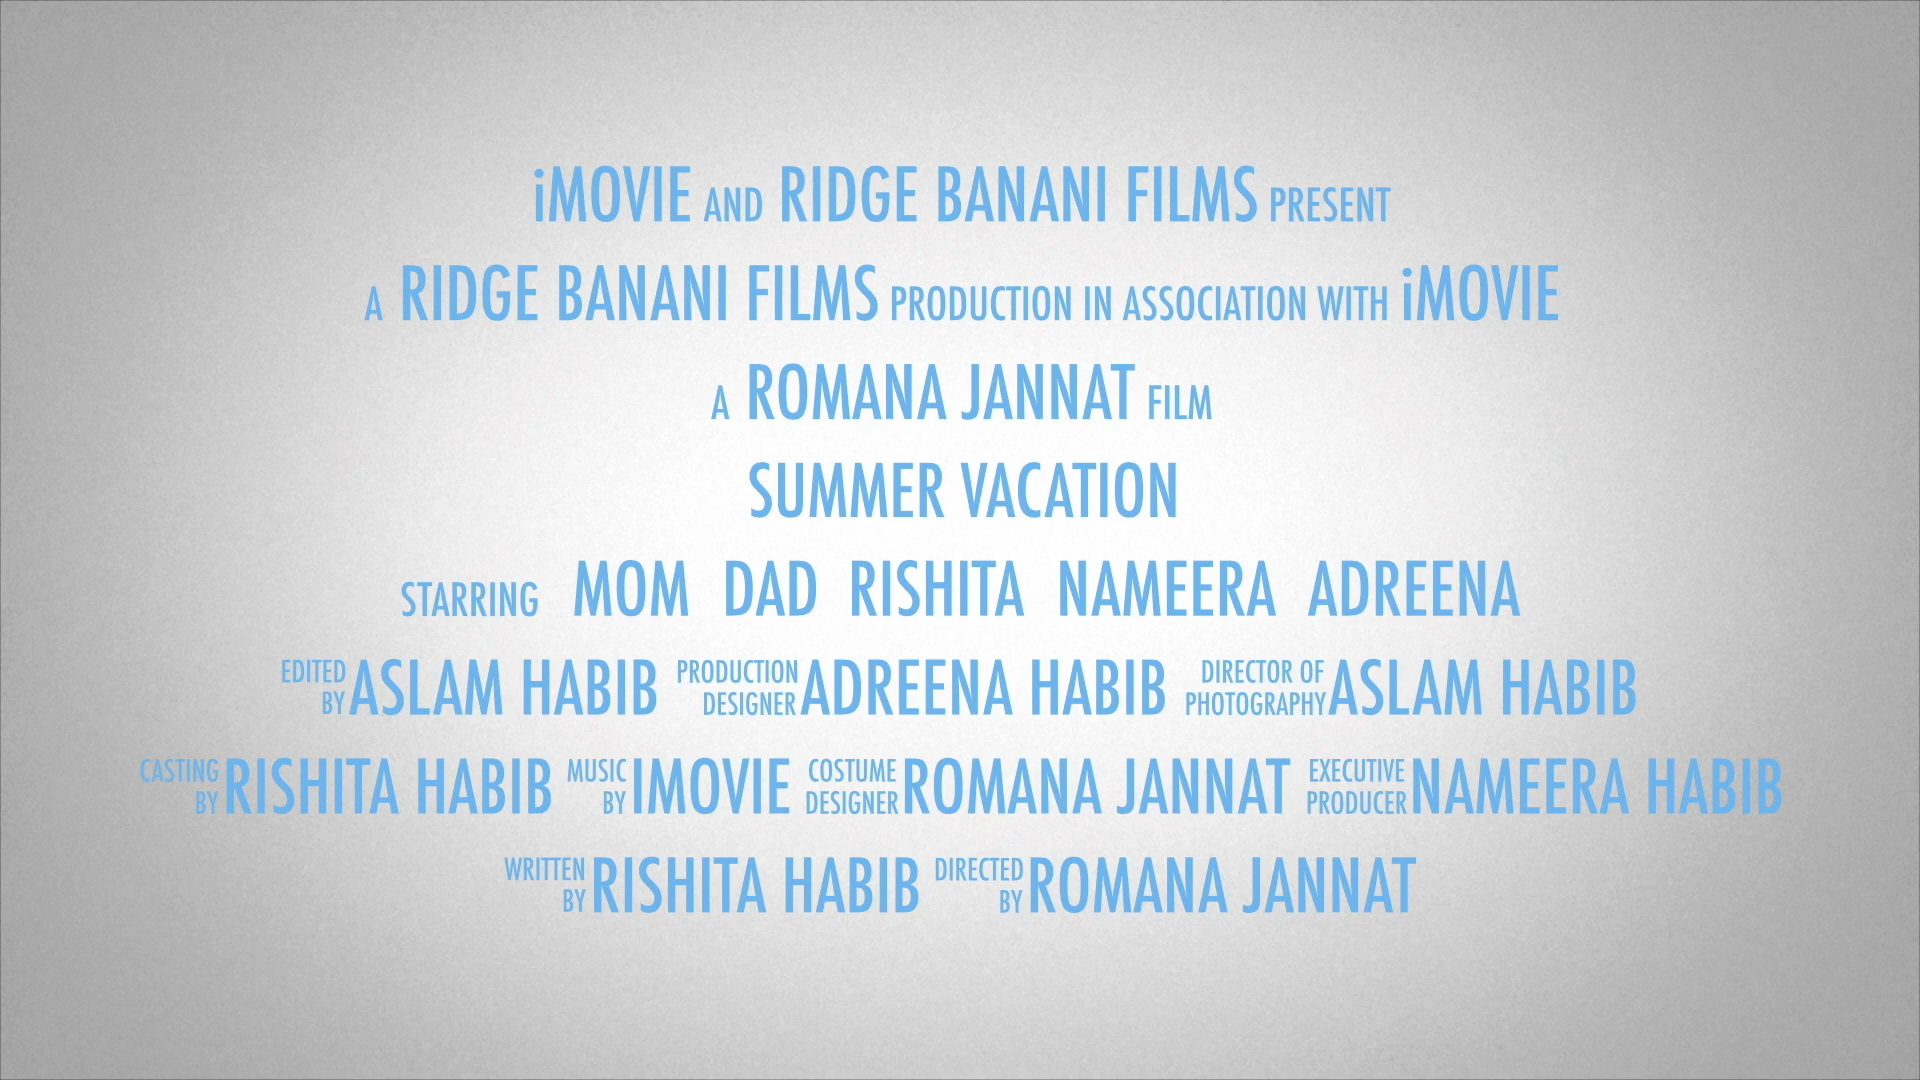 iMOVIE AND RIDGE BANANI FILMS PRESENT
A RIDGE BANANI FILMS PRODUCTION IN ASSOCIATION WITH iMOVIE
A ROMANA JANNAT FILM
SUMMER VACATION
STARRING MOM DAD RISHITA NAMEERA ADREENA
EDITED BY ASLAM HABIB PRODUCTION DESIGNER ADREENA HABIB DIRECTOR OF PHOTOGRAPHY ASLAM HABIB
CASTING BY RISHITA HABIB MUSIC BY IMOVIE COSTUME DESIGNER ROMANA JANNAT EXECUTIVE PRODUCER NAMEERA HABIB
WRITTEN BY RISHITA HABIB DIRECTED BY ROMANA JANNAT